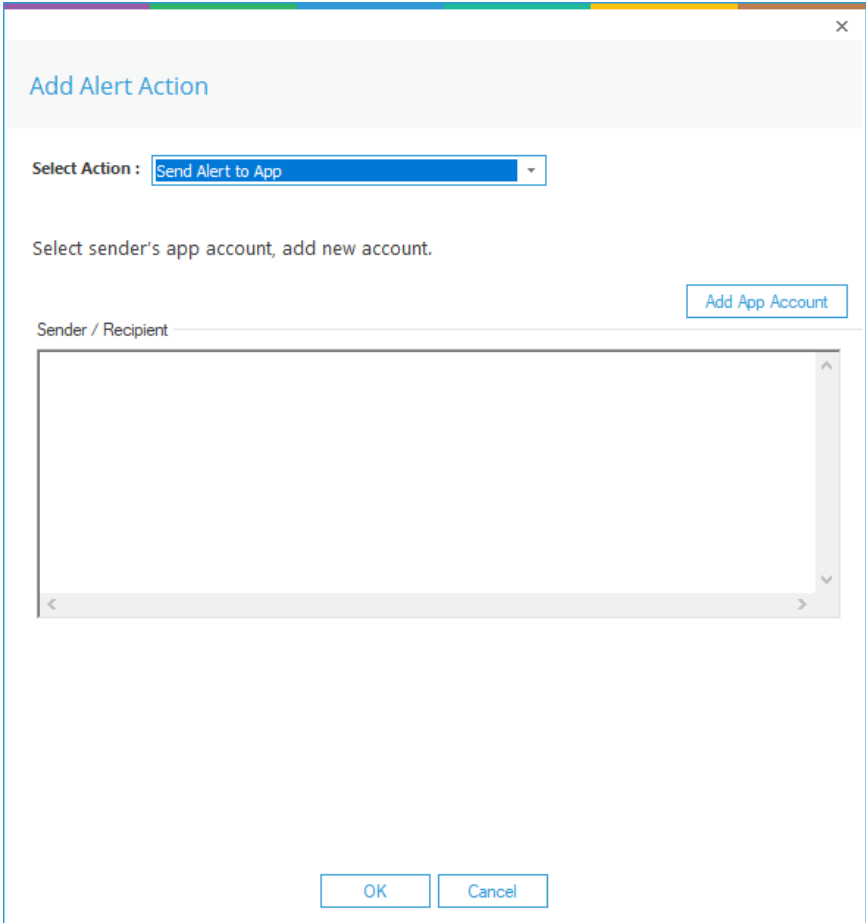 Add Alert Action
Select Action : Send Alert to App
Select sender's app account, add new account.
Add App Account
Sender / Recipient
OK Cancel